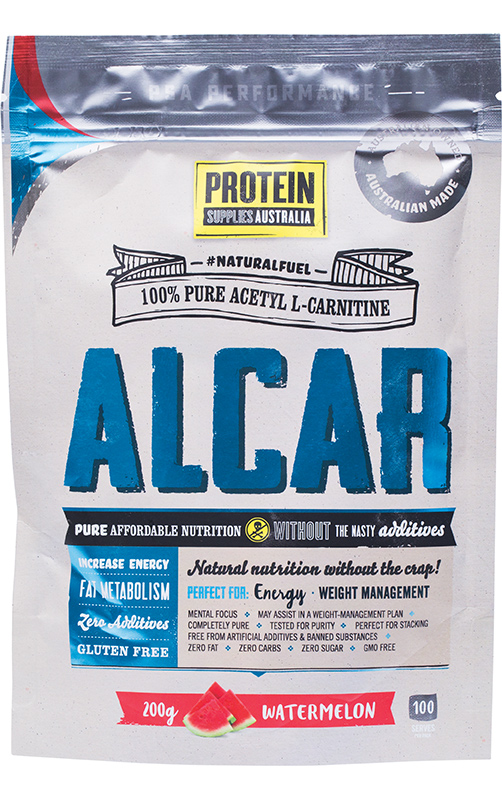 — PSA PERFORMANCE —
AUSTRALIAN MADE
PROTEIN
SUPPLIES AUSTRALIA
#NATURALFUEL
100% PURE ACETYL L-CARNITINE
ALCAR
PURE AFFORDABLE NUTRITION WITHOUT THE NASTY additives
INCREASE ENERGY
FAT METABOLISM
Zero Additives
GLUTEN FREE
Natural nutrition without the crap!
PERFECT FOR: Energy · WEIGHT MANAGEMENT
MENTAL FOCUS ❖ MAY ASSIST IN A WEIGHT-MANAGEMENT PLAN ❖
COMPLETELY PURE ❖ TESTED FOR PURITY ❖ PERFECT FOR STACKING
FREE FROM ARTIFICIAL ADDITIVES & BANNED SUBSTANCES ❖
ZERO FAT ❖ ZERO CARBS ❖ ZERO SUGAR ❖ GMO FREE
200g WATERMELON
100
SERVES